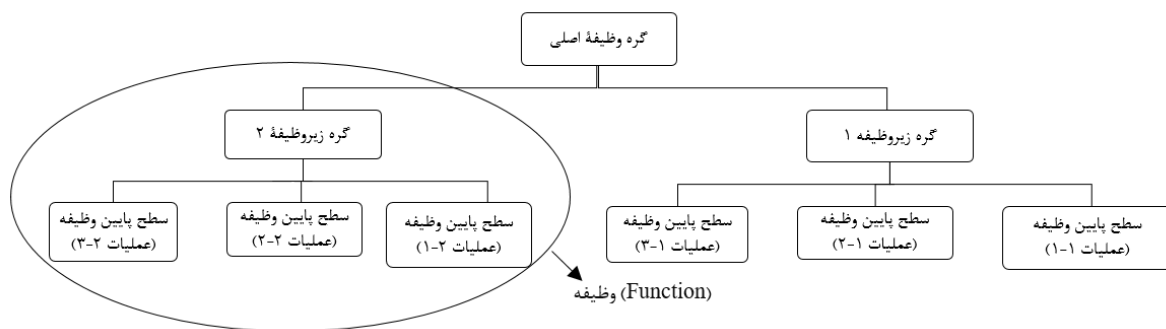 گره وظیفهٔ اصلی
گره زیروظیفه ۱
گره زیروظیفهٔ ۲
سطح پایین وظیفه
(عملیات ۱-۱)
سطح پایین وظیفه
(عملیات ۱-۲)
سطح پایین وظیفه
(عملیات ۱-۳)
سطح پایین وظیفه
(عملیات ۲-۱)
سطح پایین وظیفه
(عملیات ۲-۲)
سطح پایین وظیفه
(عملیات ۲-۳)
وظیفه (Function)